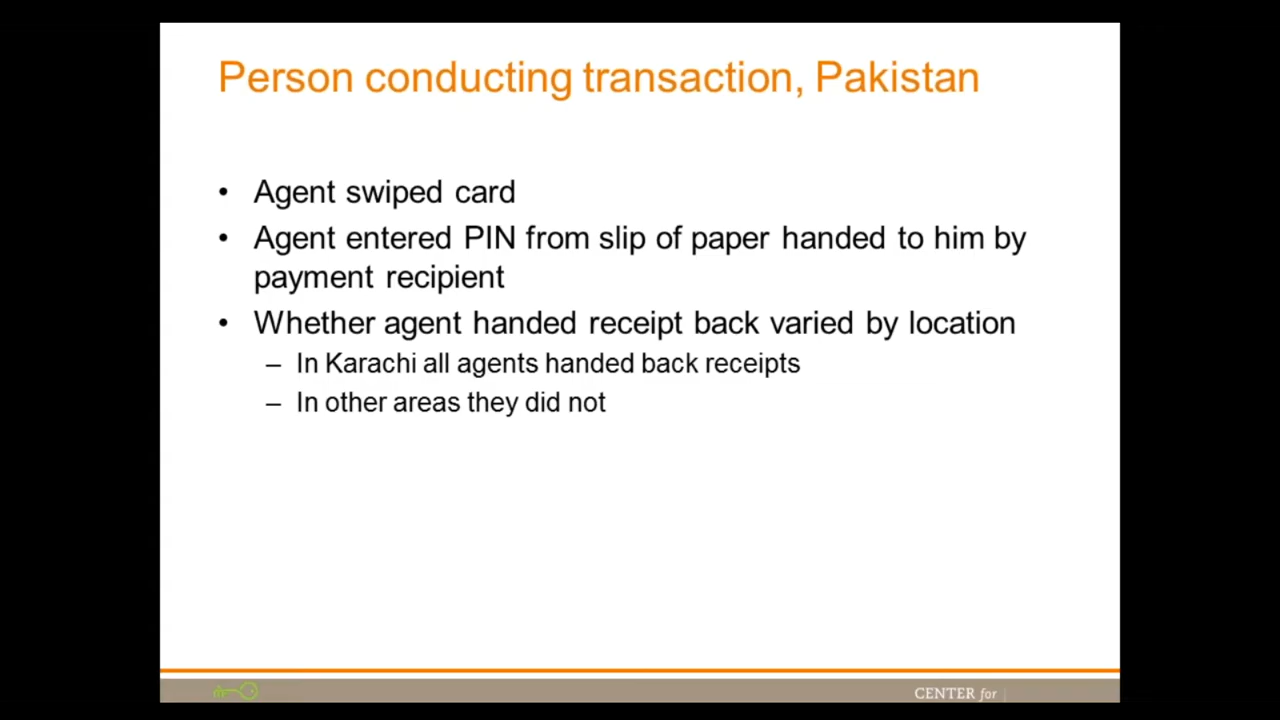 Person conducting transaction, Pakistan
• Agent swiped card
• Agent entered PIN from slip of paper handed to him by
payment recipient
• Whether agent handed receipt back varied by location
– In Karachi all agents handed back receipts
– In other areas they did not
CENTER for